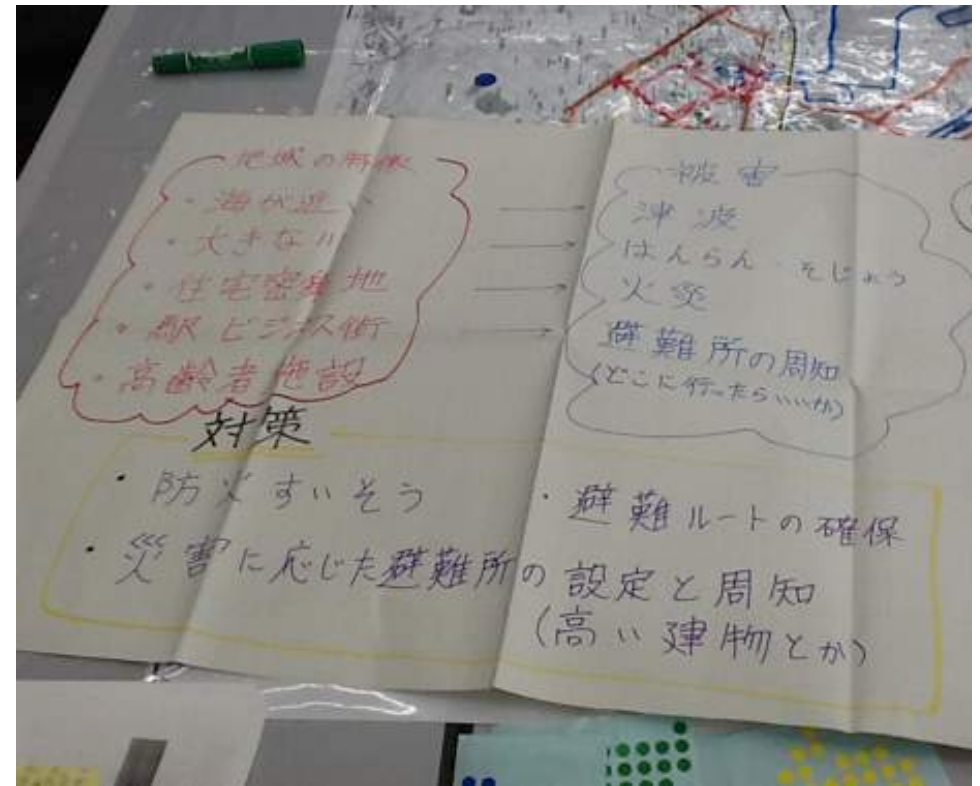 地域の特徴
・海が近い
・大きな川
・住宅密集地
・駅 ビジネス街
・高齢者施設
被害
津波
はんらん・そじょう
火災
避難所の周知
(どこに行ったらいいか)
対策
・防火すいそう
・避難ルートの確保
・災害に応じた避難所の設定と周知
(高い建物とか)